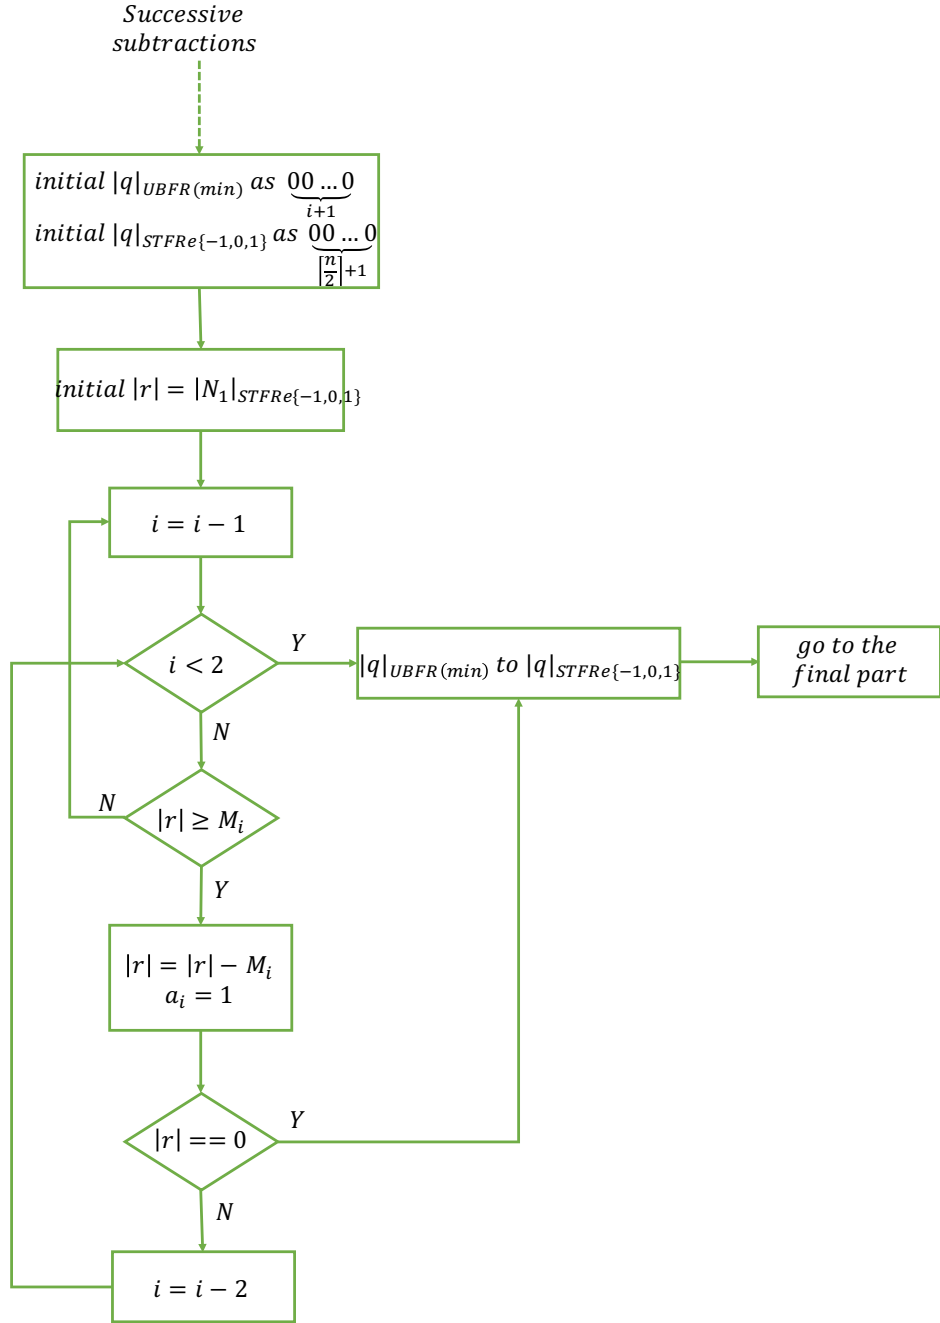 Successive
subtractions
initial |q|_{UBFR(min)} as 00 … 0
i+1
initial |q|_{STFRe{−1,0,1}} as 00 … 0
⌈n/2⌉+1
initial |r| = |N_1|_{STFRe{−1,0,1}}
i = i − 1
i < 2
Y
|q|_{UBFR(min)} to |q|_{STFRe{−1,0,1}}
go to the
final part
N
|r| ≥ M_i
N
Y
|r| = |r| − M_i
a_i = 1
|r| == 0
Y
N
i = i − 2